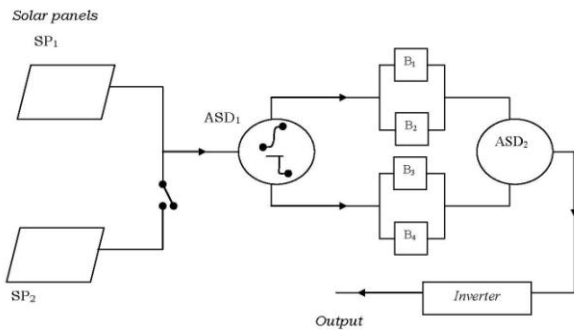 Solar panels
SP₁
ASD₁
B₁
B₂
ASD₂
B₃
B₄
SP₂
Inverter
Output